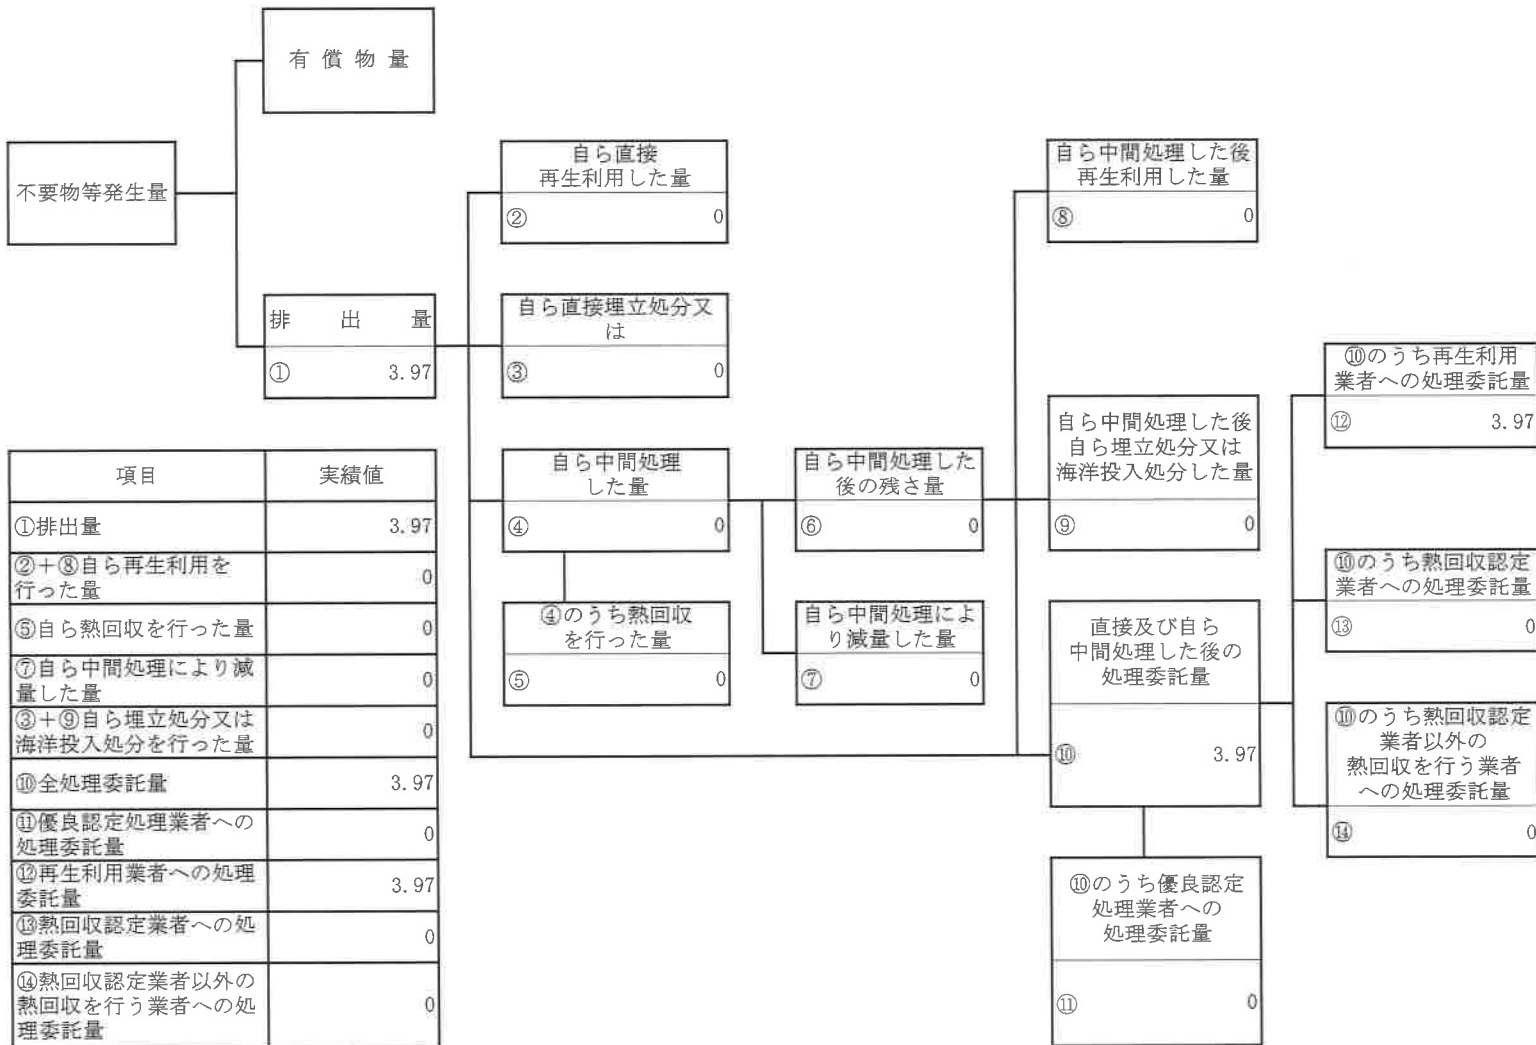 有償物量
不要物等発生量
排出量
① 3.97
自ら直接
再生利用した量
② 0
自ら直接埋立処分又
は
③ 0
自ら中間処理
した量
④ 0
④のうち熱回収
を行った量
⑤ 0
自ら中間処理した
後の残さ量
⑥ 0
自ら中間処理によ
り減量した量
⑦ 0
自ら中間処理した後
再生利用した量
⑧ 0
自ら中間処理した後
自ら埋立処分又は
海洋投入処分した量
⑨ 0
直接及び自ら
中間処理した後の
処理委託量
⑩ 3.97
⑩のうち優良認定
処理業者への
処理委託量
⑪ 0
⑩のうち再生利用
業者への処理委託量
⑫ 3.97
⑩のうち熱回収認定
業者への処理委託量
⑬ 0
⑩のうち熱回収認定
業者以外の
熱回収を行う業者
への処理委託量
⑭ 0
項目 実績値
①排出量 3.97
②+⑧自ら再生利用を
行った量 0
⑤自ら熱回収を行った量 0
⑦自ら中間処理により減
量した量 0
③+⑨自ら埋立処分又は
海洋投入処分を行った量 0
⑩全処理委託量 3.97
⑪優良認定処理業者への
処理委託量 0
⑫再生利用業者への処理
委託量 3.97
⑬熱回収認定業者への処
理委託量 0
⑭熱回収認定業者以外の
熱回収を行う業者への処
理委託量 0